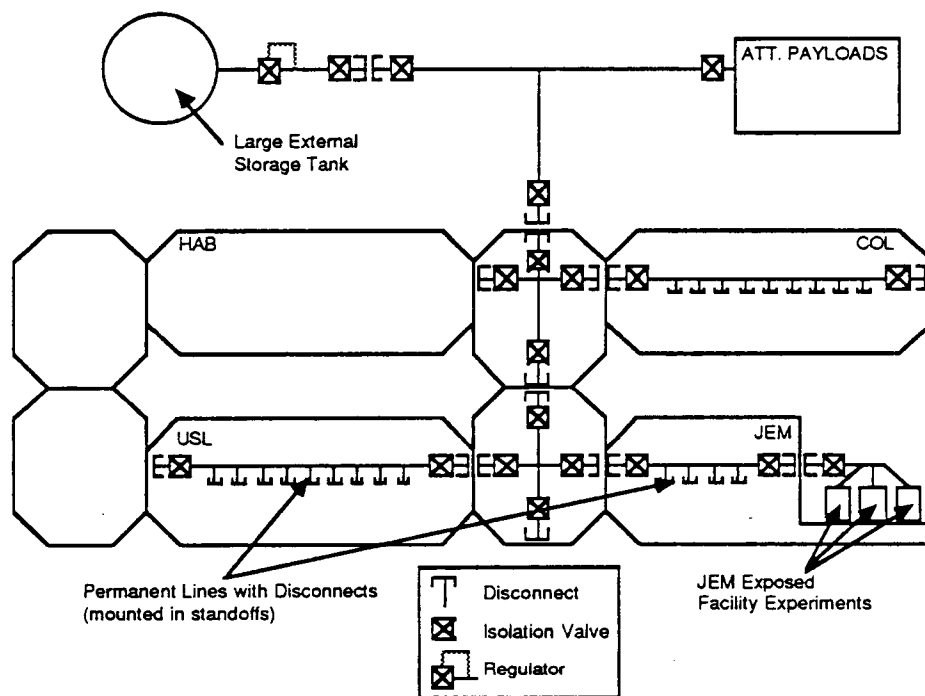 ATT. PAYLOADS
Large External
Storage Tank
HAB
COL
USL
JEM
Permanent Lines with Disconnects
(mounted in standoffs)
JEM Exposed
Facility Experiments
Disconnect
Isolation Valve
Regulator